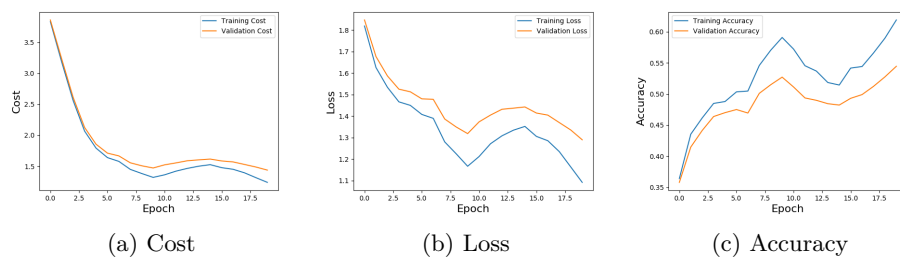 Training Cost
Validation Cost
3.5
3.0
2.5
2.0
1.5
Cost
0.0 2.5 5.0 7.5 10.0 12.5 15.0 17.5
Epoch
(a) Cost
Training Loss
Validation Loss
1.8
1.7
1.6
1.5
1.4
1.3
1.2
1.1
Loss
0.0 2.5 5.0 7.5 10.0 12.5 15.0 17.5
Epoch
(b) Loss
Training Accuracy
Validation Accuracy
0.60
0.55
0.50
0.45
0.40
0.35
Accuracy
0.0 2.5 5.0 7.5 10.0 12.5 15.0 17.5
Epoch
(c) Accuracy